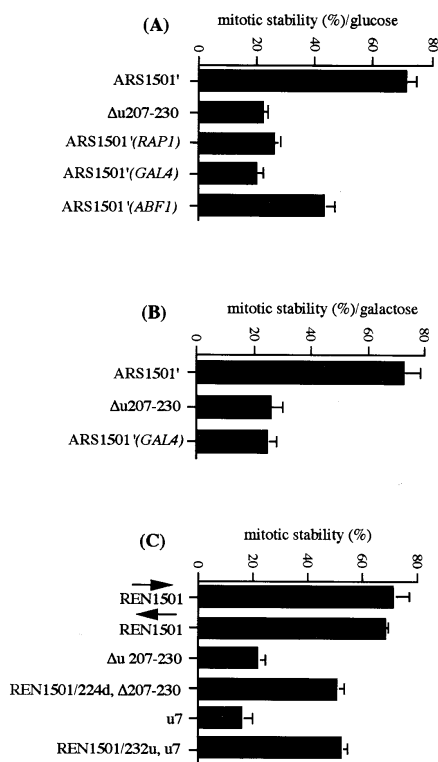 (A)
mitotic stability (%)/glucose
0 20 40 60 80
ARS1501'
Δu207-230
ARS1501'(RAP1)
ARS1501'(GAL4)
ARS1501'(ABF1)
(B)
mitotic stability (%)/galactose
0 20 40 60 80
ARS1501'
Δu207-230
ARS1501'(GAL4)
(C)
mitotic stability (%)
0 20 40 60 80
REN1501
REN1501
Δu 207-230
REN1501/224d, Δ207-230
u7
REN1501/232u, u7